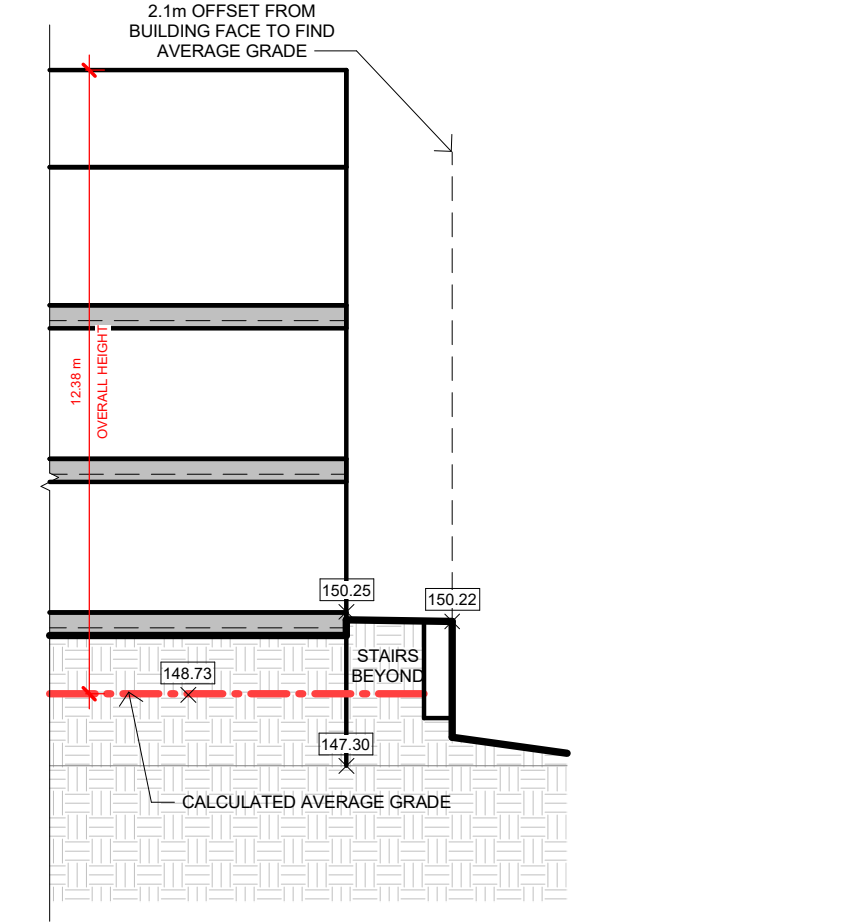 2.1m OFFSET FROM
BUILDING FACE TO FIND
AVERAGE GRADE
12.38 m
OVERALL HEIGHT
150.25
150.22
STAIRS
BEYOND
148.73
147.30
CALCULATED AVERAGE GRADE